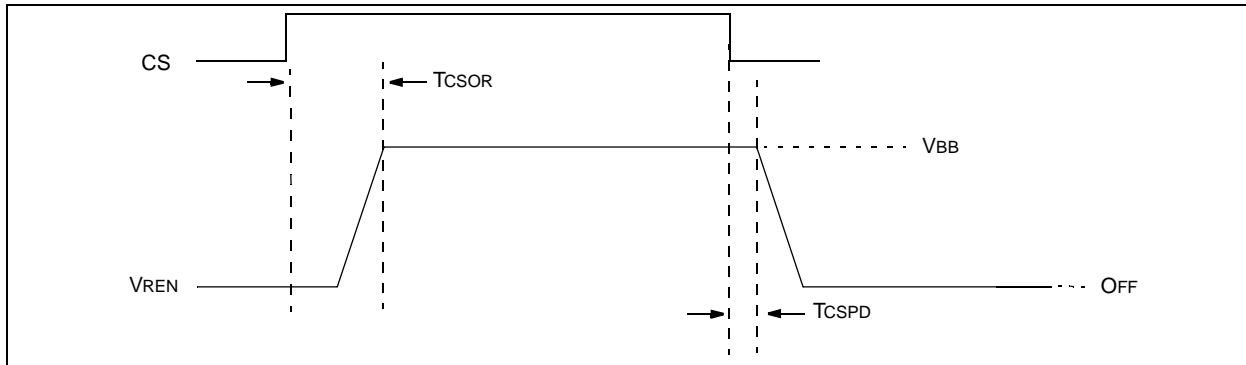 CS
TCSOR
VBB
VREN
OFF
TCSPD